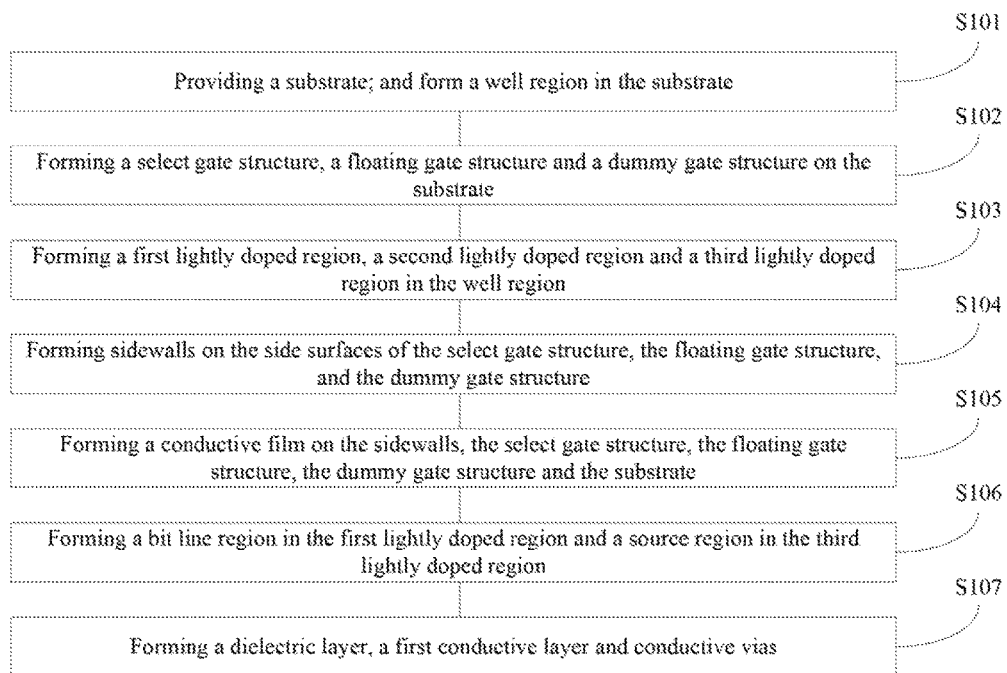 S101
Providing a substrate; and form a well region in the substrate
S102
Forming a select gate structure, a floating gate structure and a dummy gate structure on the
substrate
S103
Forming a first lightly doped region, a second lightly doped region and a third lightly doped
region in the well region
S104
Forming sidewalls on the side surfaces of the select gate structure, the floating gate structure,
and the dummy gate structure
S105
Forming a conductive film on the sidewalls, the select gate structure, the floating gate
structure, the dummy gate structure and the substrate
S106
Forming a bit line region in the first lightly doped region and a source region in the third
lightly doped region
S107
Forming a dielectric layer, a first conductive layer and conductive vias